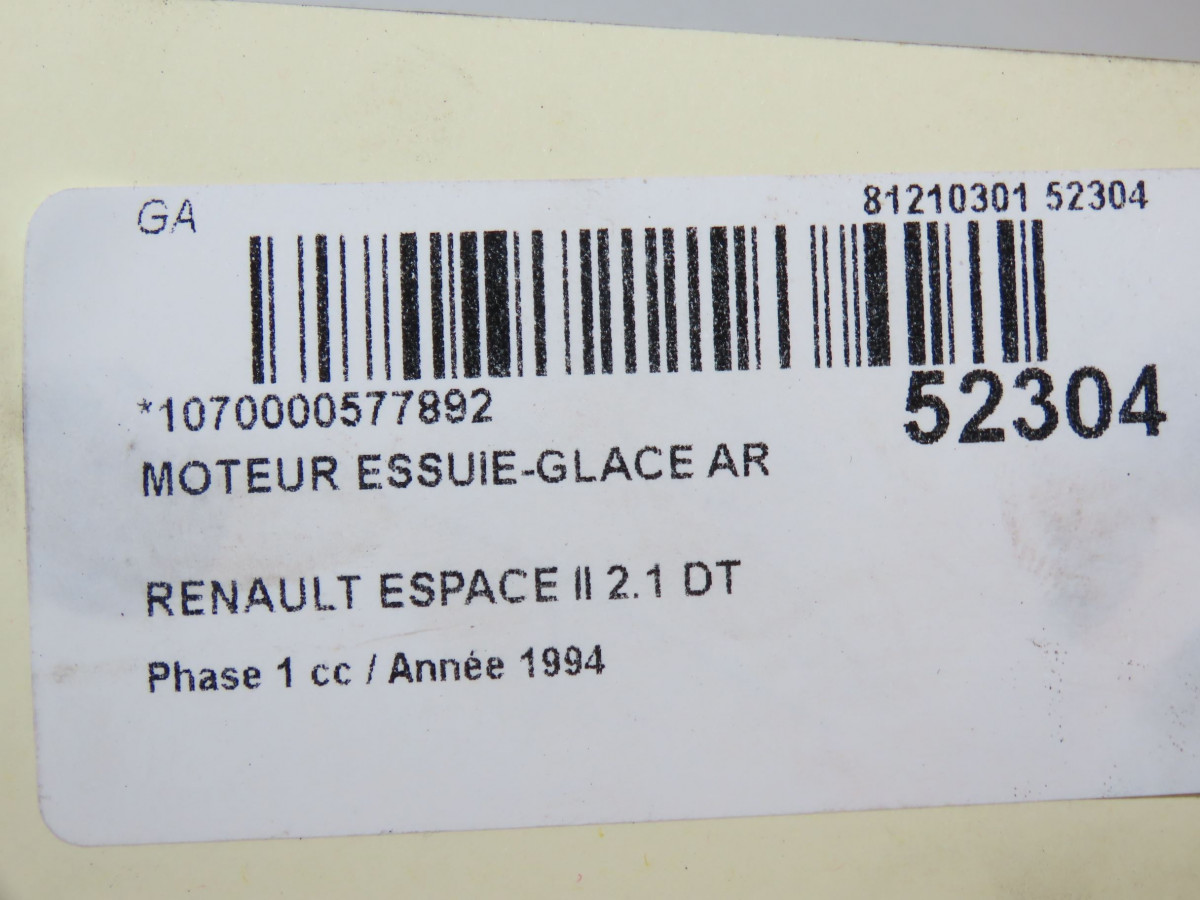 GA
81210301 52304
*1070000577892
52304
MOTEUR ESSUIE-GLACE AR
RENAULT ESPACE II 2.1 DT
Phase 1 cc / Année 1994